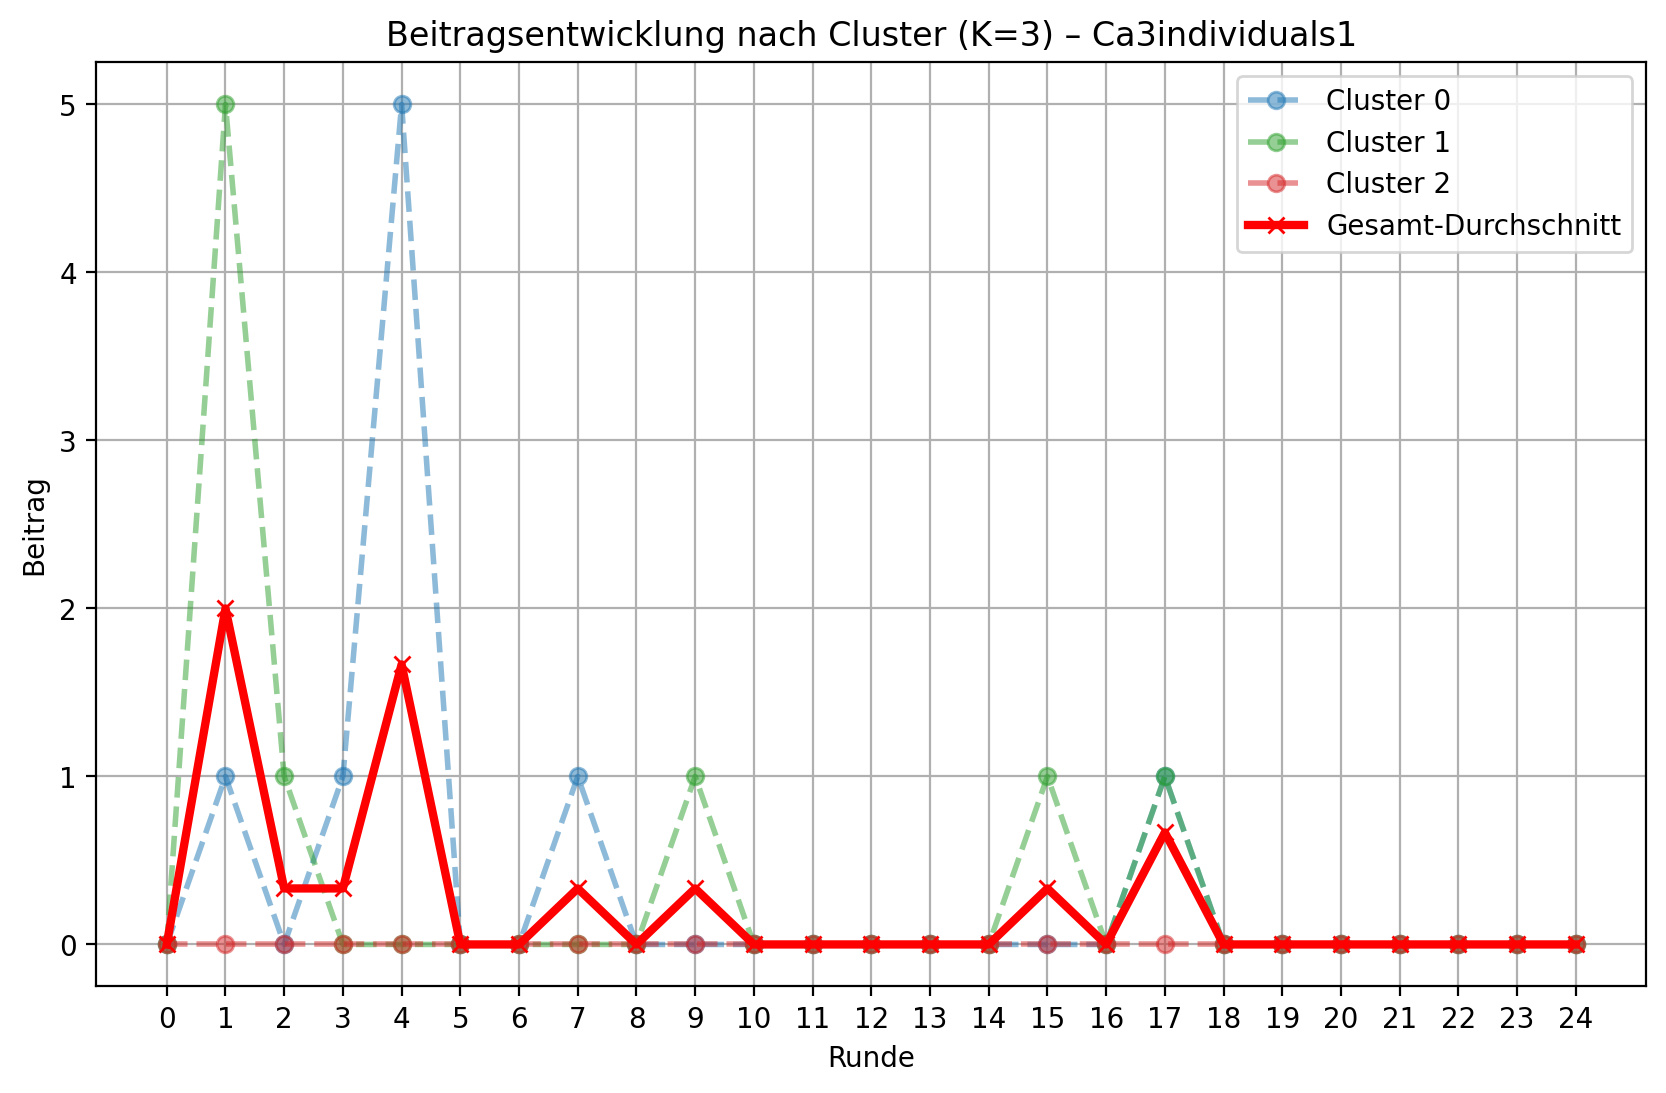 Beitragsentwicklung nach Cluster (K=3) – Ca3individuals1
Cluster 0
Cluster 1
Cluster 2
Gesamt-Durchschnitt
Beitrag
5
4
3
2
1
0
0 1 2 3 4 5 6 7 8 9 10 11 12 13 14 15 16 17 18 19 20 21 22 23 24
Runde